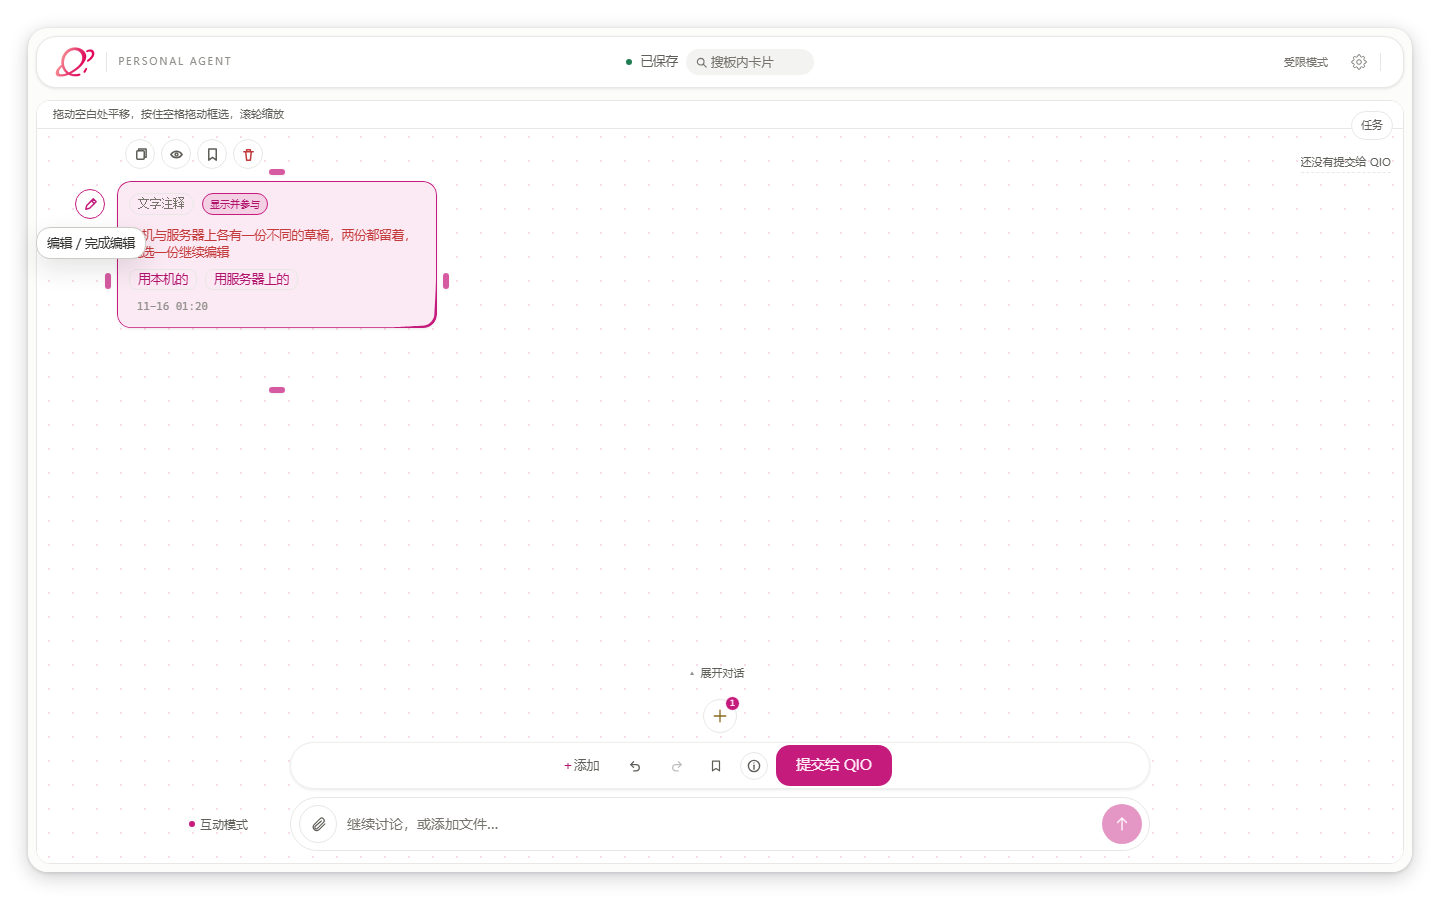 PERSONAL AGENT
已保存
搜板内卡片
受限模式
拖动空白处平移，按住空格拖动框选，滚轮缩放
任务
还没有提交给 QIO
文字注释
显示并参与
机与服务器上各有一份不同的草稿，两份都留着，
编辑 / 完成编辑
选一份继续编辑
用本机的
用服务器上的
11-16 01:20
展开对话
1
+添加
提交给 QIO
互动模式
继续讨论，或添加文件...